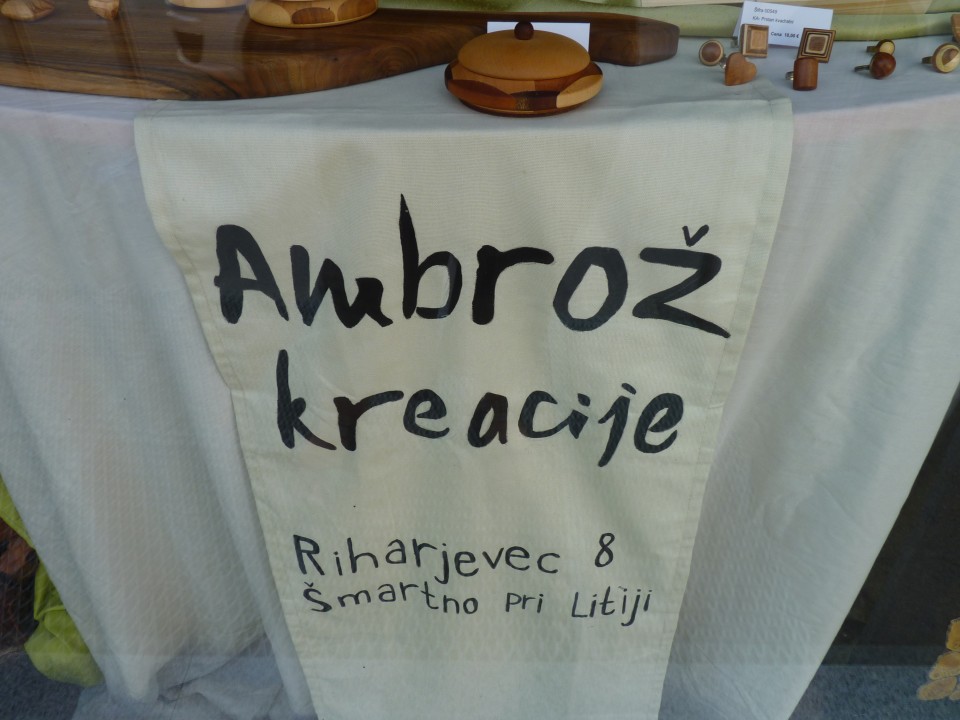 Ambrož
kreacije
Riharjevec 8
Šmartno pri Litiji